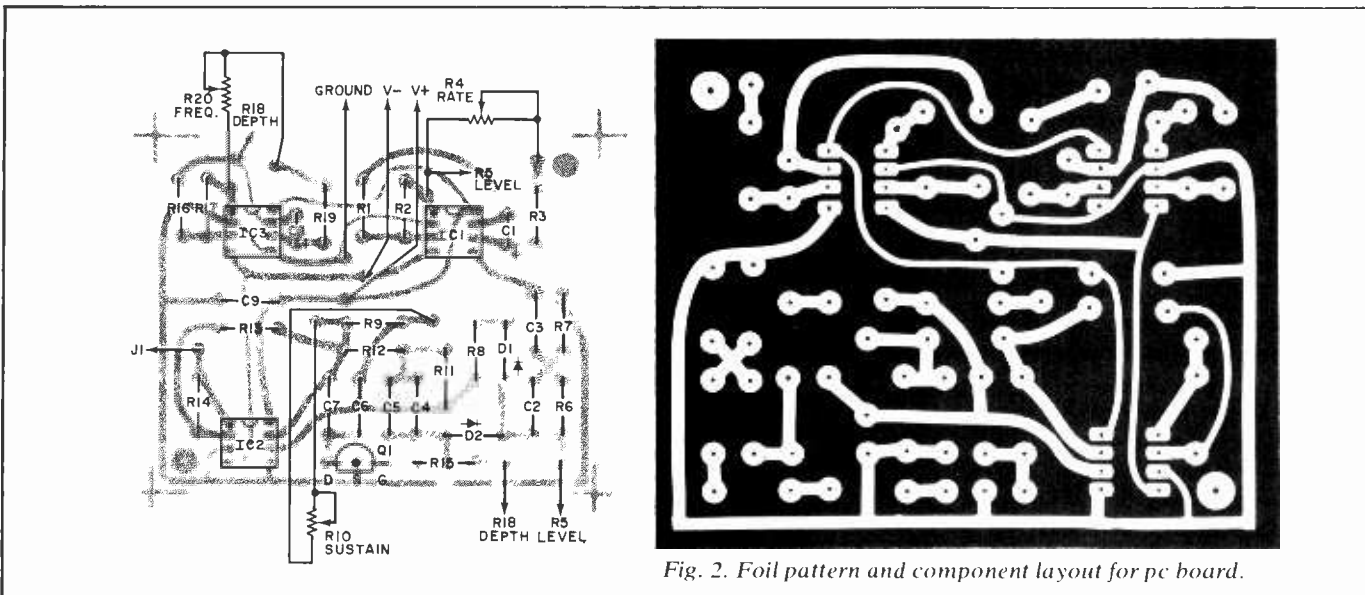 R20
FREQ.
R18
DEPTH
GROUND V- V+
R4
RATE
R5
LEVEL
R16
R17
IC3
R19
R1
R2
IC1
C1
R3
C9
R13
R9
C3
R7
J1
R12
R11
R8
D1
R14
C7
C6
C5
C4
C2
R6
IC2
D2
Q1
R15
D
S
G
R10
SUSTAIN
R18
DEPTH
R5
LEVEL
Fig. 2. Foil pattern and component layout for pc board.